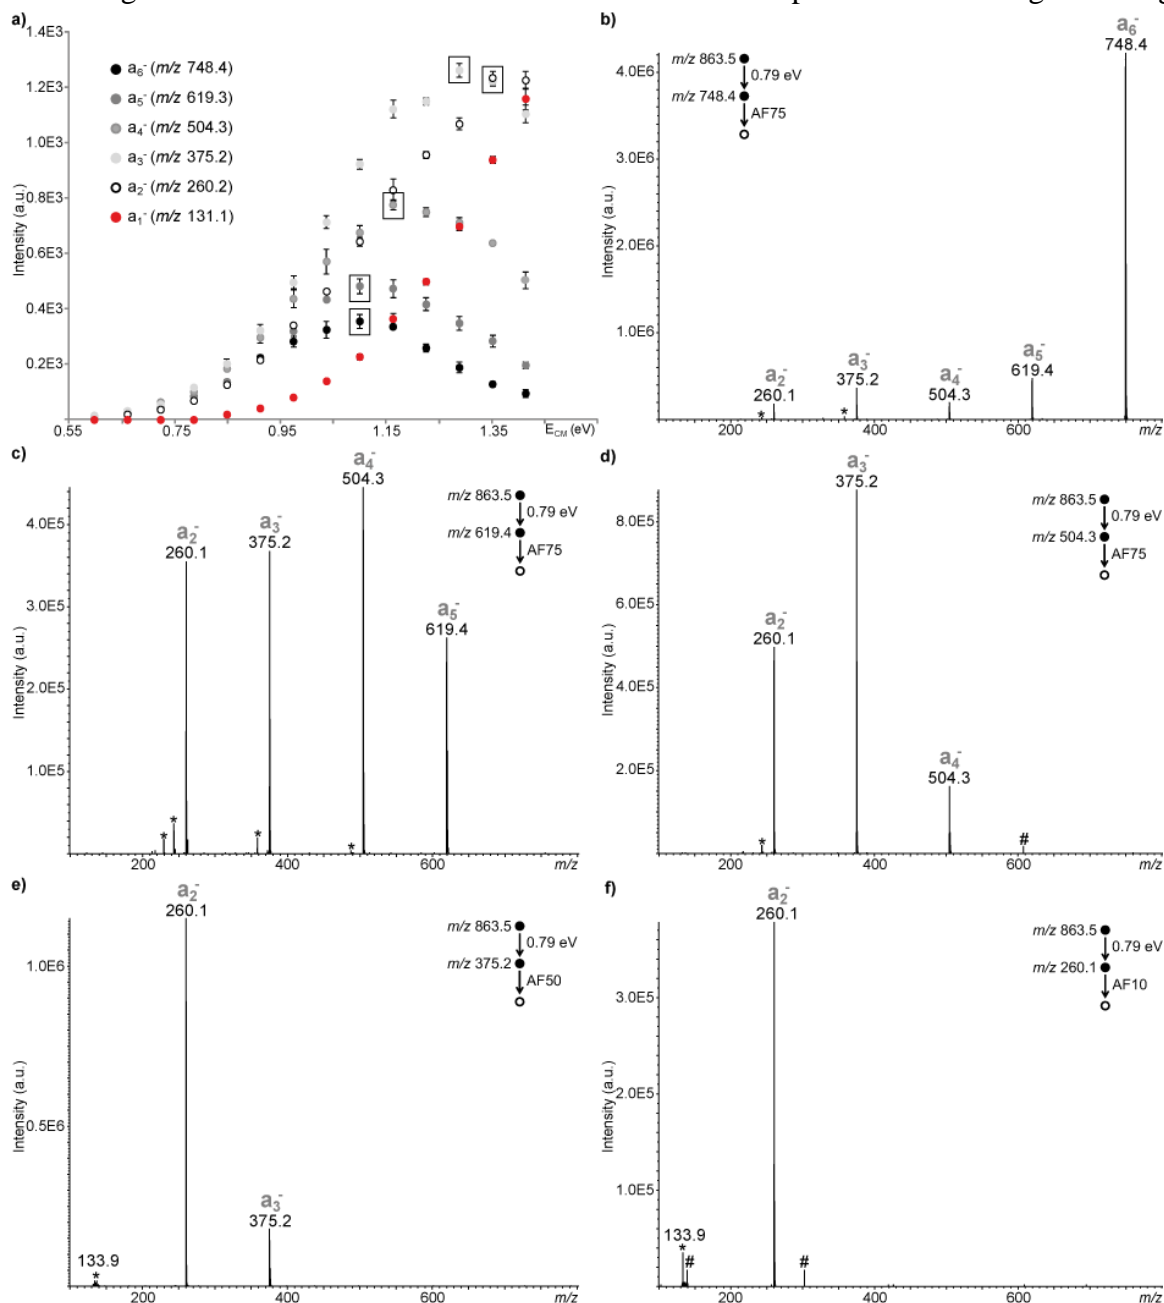 a)
1.4E3
1.2E3
1.0E3
0.8E3
0.6E3
0.4E3
0.2E3
Intensity (a.u.)
a6- (m/z 748.4)
a5- (m/z 619.3)
a4- (m/z 504.3)
a3- (m/z 375.2)
a2- (m/z 260.2)
a1- (m/z 131.1)
0.55 0.75 0.95 1.15 1.35 ECM (eV)
b)
4.0E6
3.0E6
2.0E6
1.0E6
Intensity (a.u.)
m/z 863.5
0.79 eV
m/z 748.4
AF75
a6-
748.4
a5-
619.4
a4-
504.3
a3-
375.2
a2-
260.1
* *
200 400 600 m/z
c)
4.0E5
3.0E5
2.0E5
1.0E5
Intensity (a.u.)
a4-
504.3
a3-
375.2
a2-
260.1
a5-
619.4
m/z 863.5
0.79 eV
m/z 619.4
AF75
* * * *
200 400 600 m/z
d)
8.0E5
6.0E5
4.0E5
2.0E5
Intensity (a.u.)
a3-
375.2
a2-
260.1
a4-
504.3
m/z 863.5
0.79 eV
m/z 504.3
AF75
* #
200 400 600 m/z
e)
1.0E6
0.5E6
Intensity (a.u.)
a2-
260.1
a3-
375.2
133.9
*
m/z 863.5
0.79 eV
m/z 375.2
AF50
200 400 600 m/z
f)
3.0E5
2.0E5
1.0E5
Intensity (a.u.)
a2-
260.1
133.9
* # #
m/z 863.5
0.79 eV
m/z 260.1
AF10
200 400 600 m/z